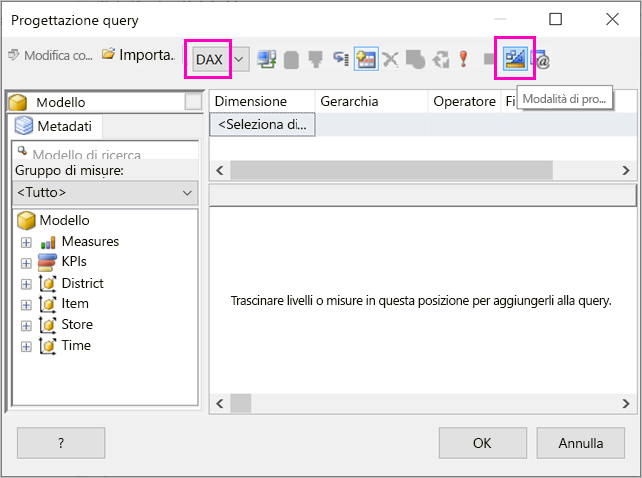 Progettazione query
Modifica co... Importa.. DAX
Modello
Metadati
Modello di ricerca
Gruppo di misure:
<Tutto>
Modello
Measures
KPIs
District
Item
Store
Time
Dimensione Gerarchia Operatore Fi
Modalità di pro...
<Seleziona di...
Trascinare livelli o misure in questa posizione per aggiungerli alla query.
? OK Annulla